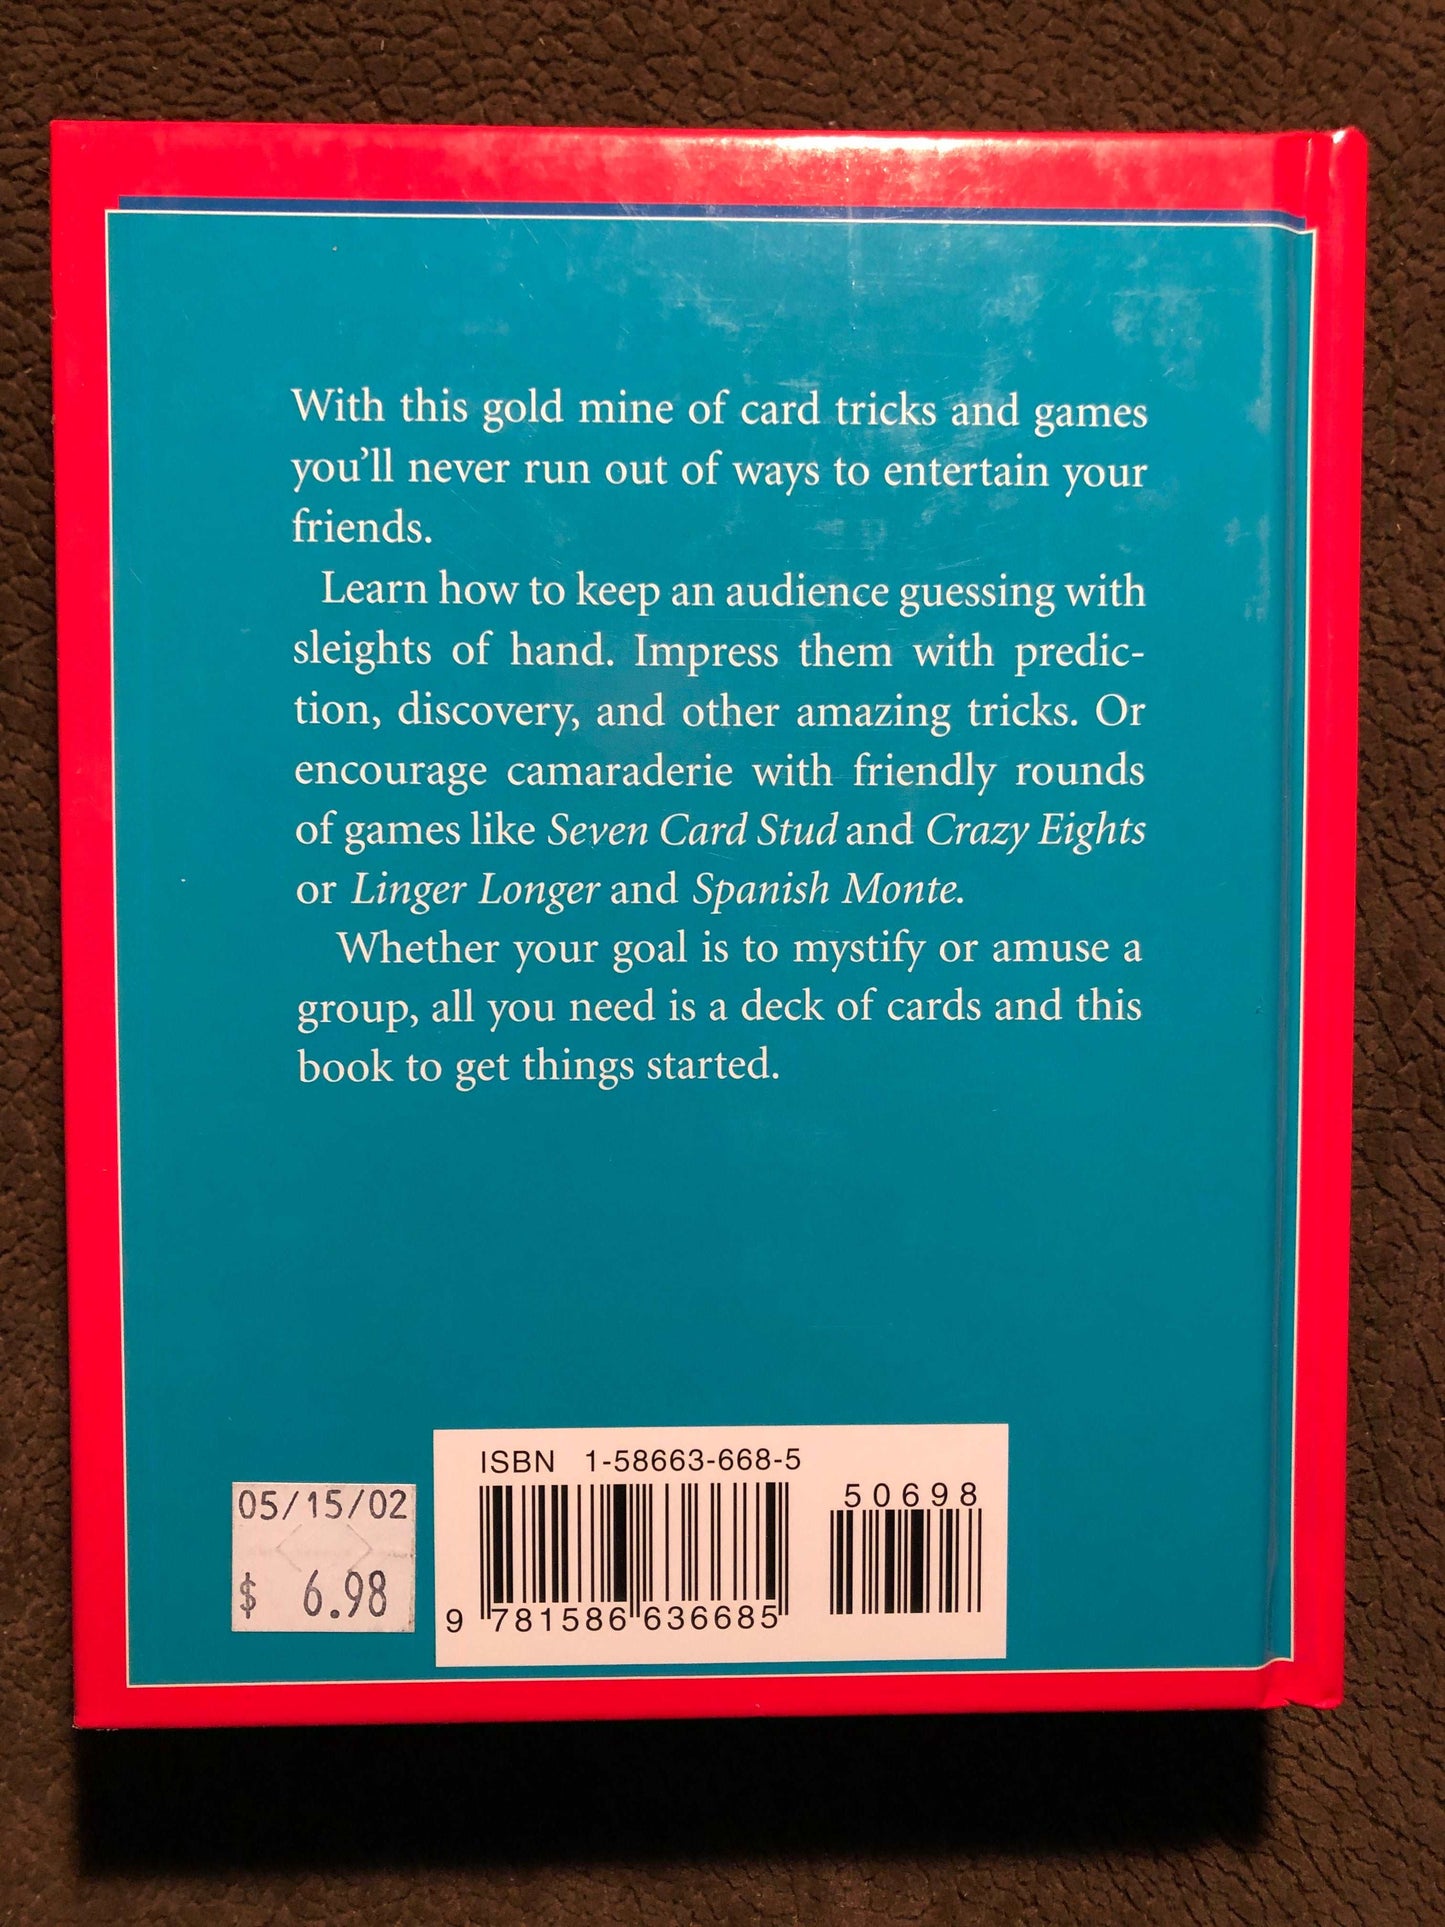 With this gold mine of card tricks and games
you'll never run out of ways to entertain your
friends.
Learn how to keep an audience guessing with
sleights of hand. Impress them with predic-
tion, discovery, and other amazing tricks. Or
encourage camaraderie with friendly rounds
of games like Seven Card Stud and Crazy Eights
or Linger Longer and Spanish Monte.
Whether your goal is to mystify or amuse a
group, all you need is a deck of cards and this
book to get things started.
ISBN 1-58663-668-5
50698
9 781586 636685
05/15/02
$ 6.98